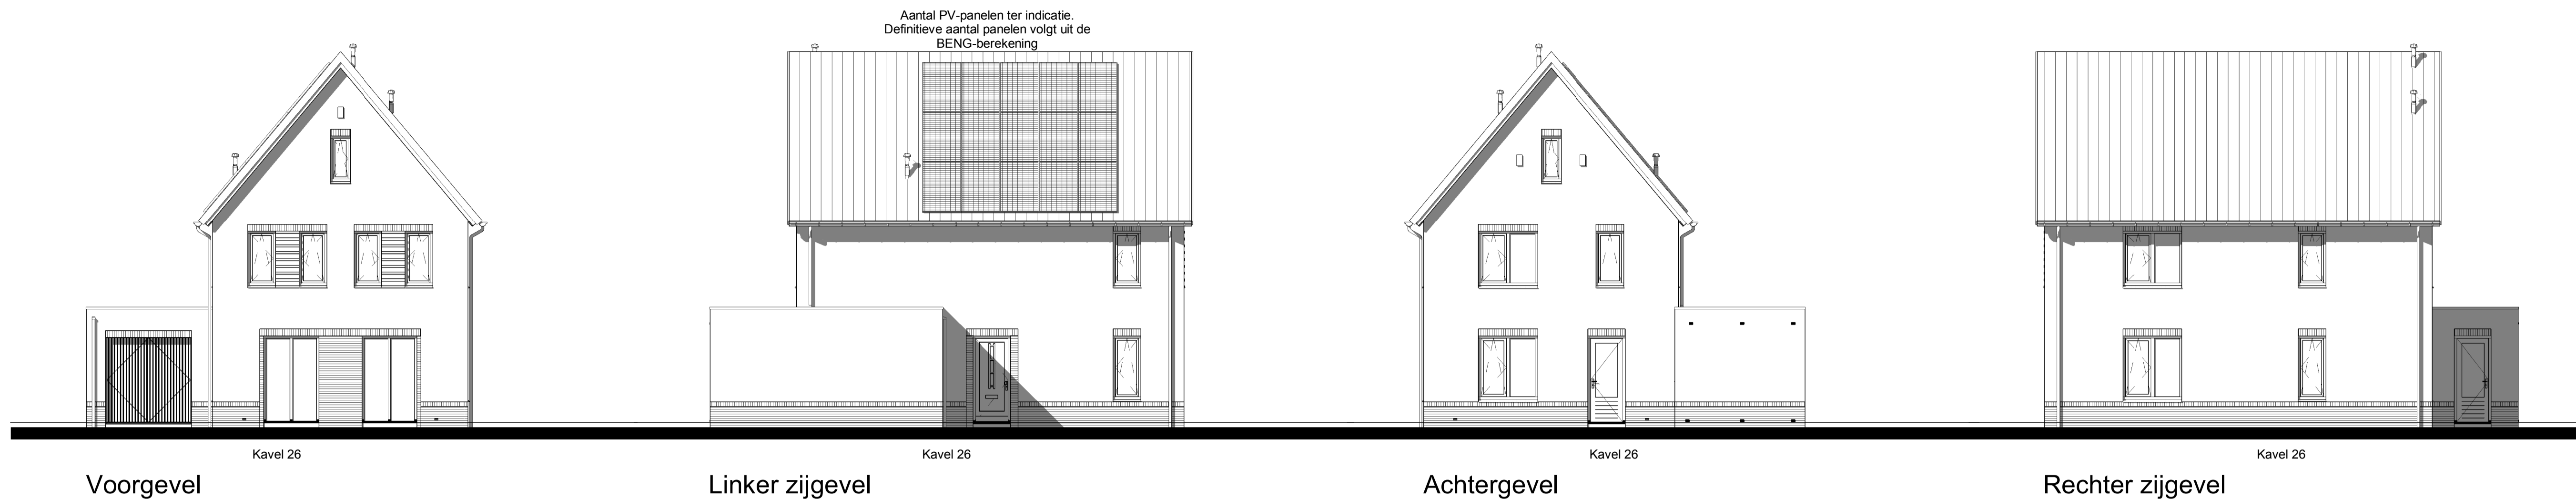 Aantal PV-panelen ter indicatie.
Definitieve aantal panelen volgt uit de
BENG-berekening
Kavel 26
Kavel 26
Kavel 26
Kavel 26
Voorgevel
Linker zijgevel
Achtergevel
Rechter zijgevel